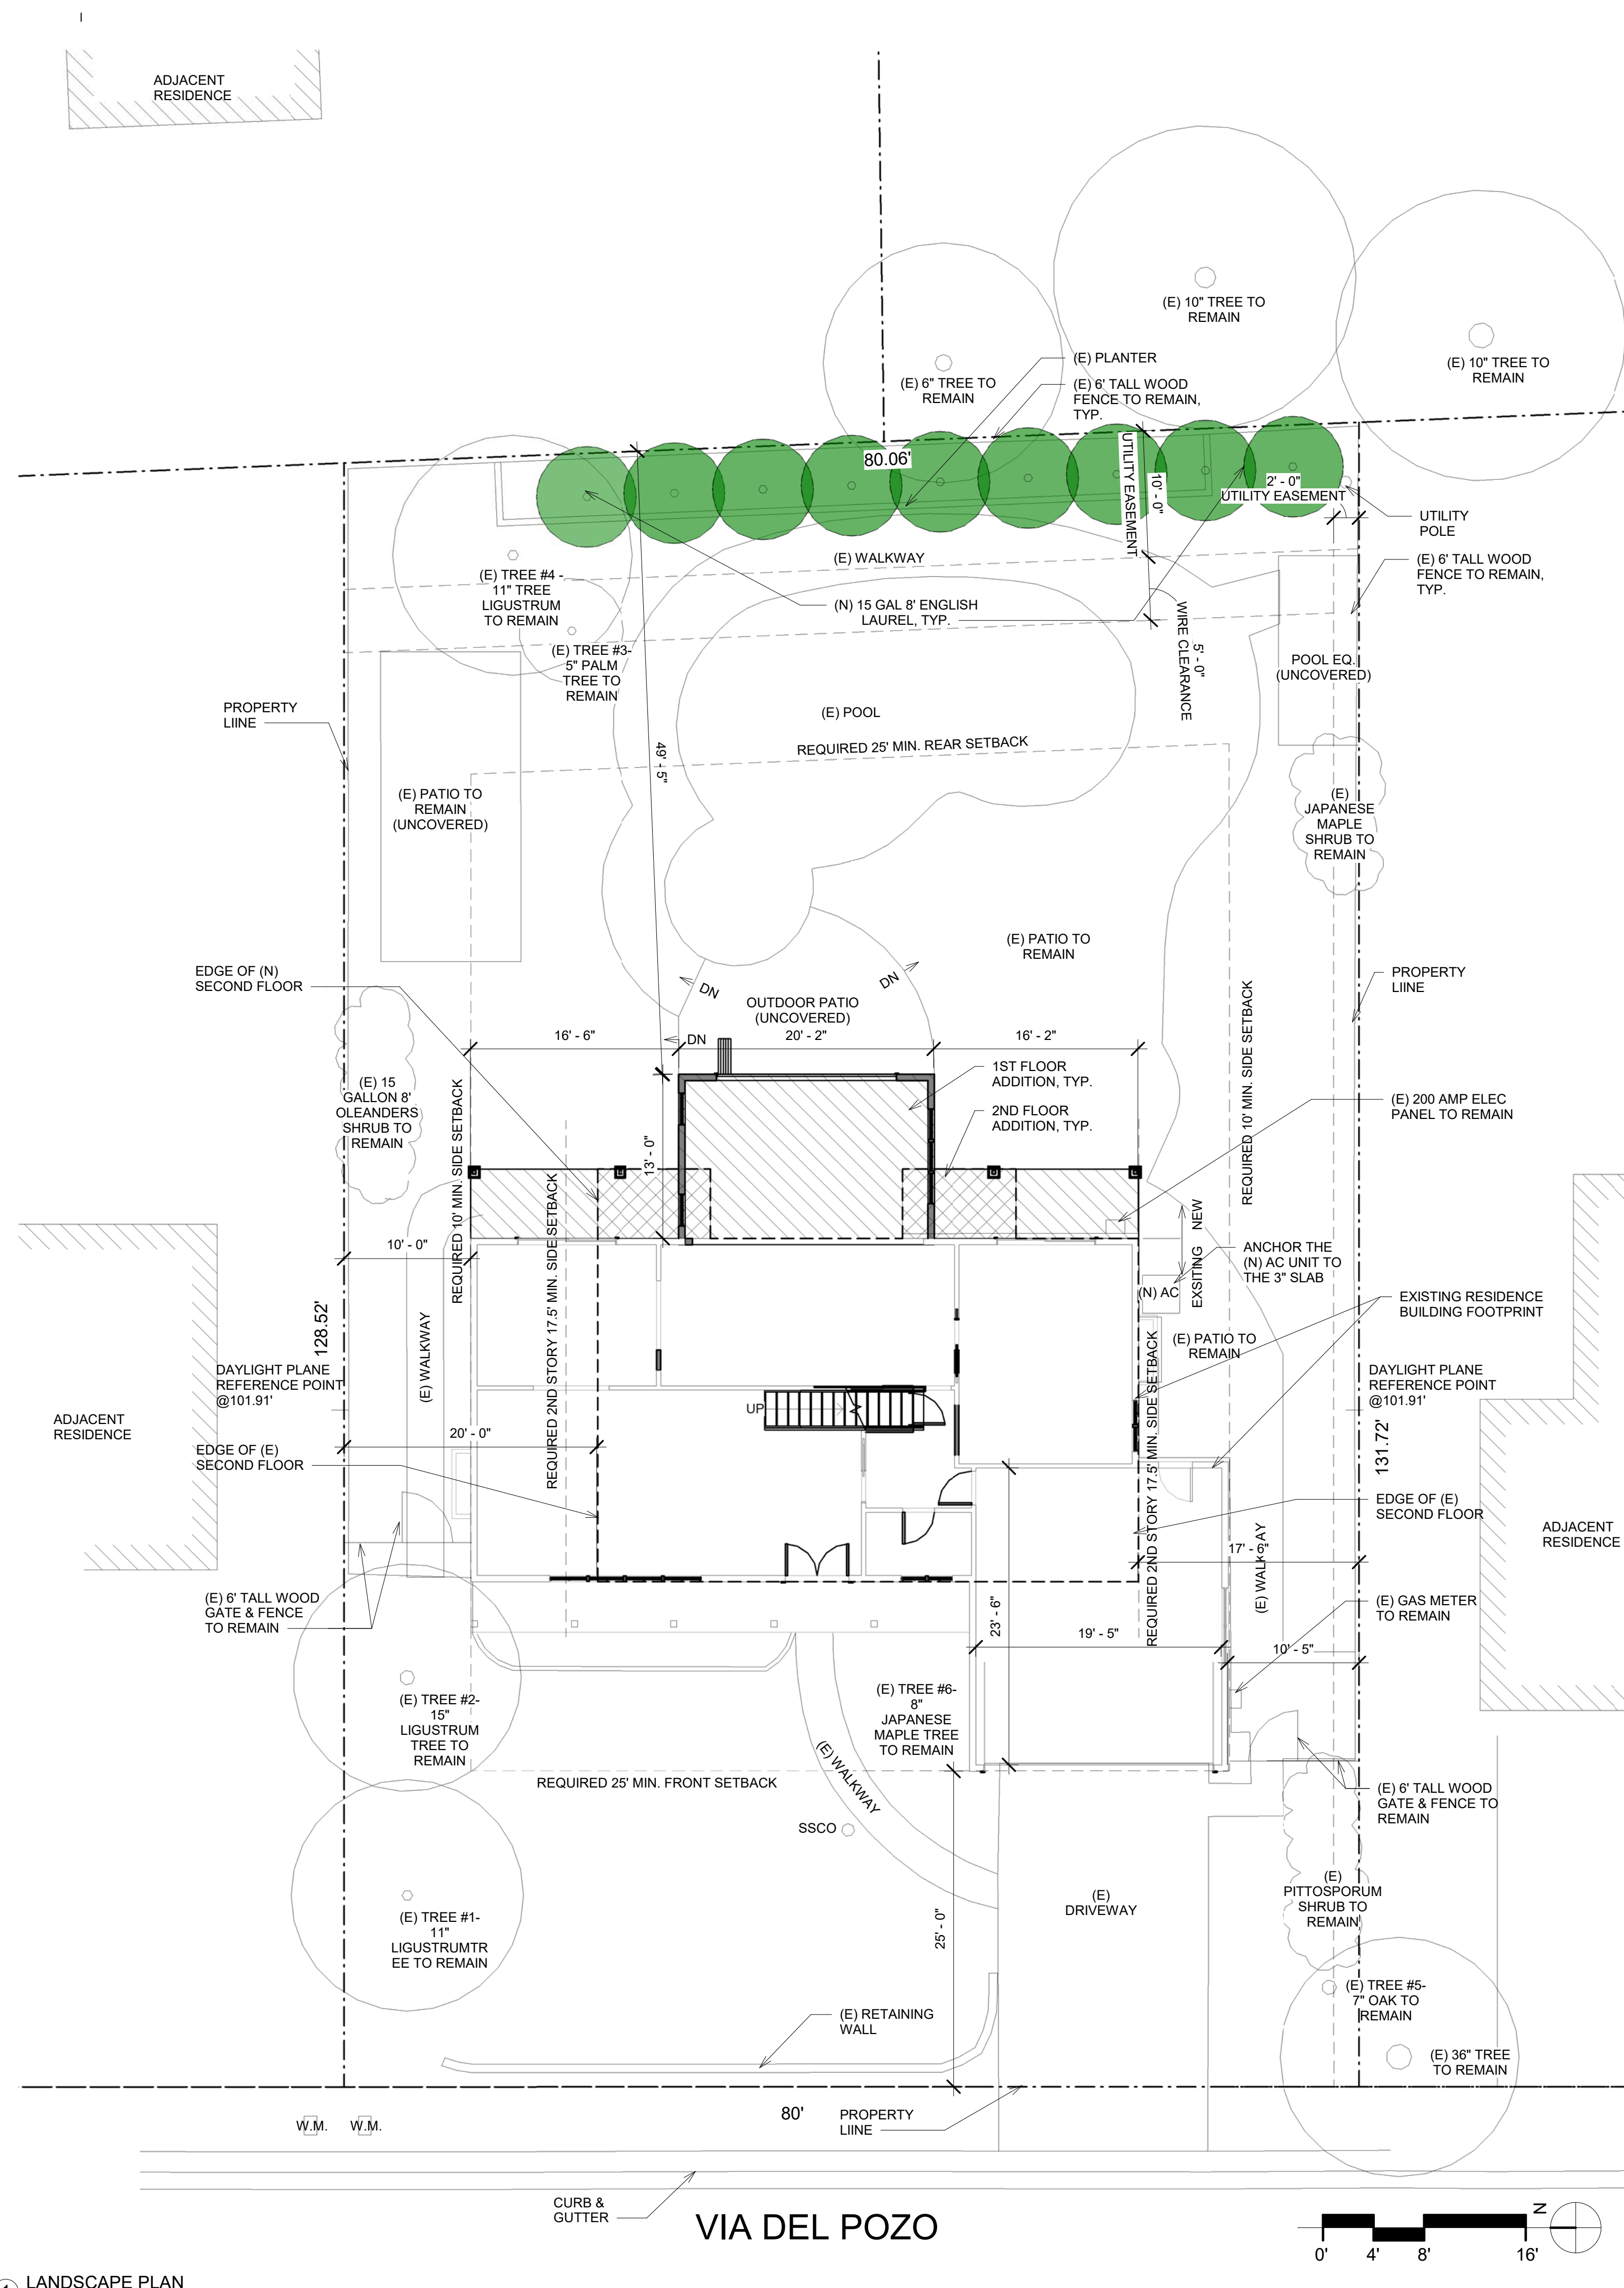 ADJACENT
RESIDENCE
(E) 10" TREE TO
REMAIN
(E) 10" TREE TO
REMAIN
(E) PLANTER
(E) 6" TREE TO
REMAIN
(E) 6' TALL WOOD
FENCE TO REMAIN,
TYP.
80.06'
UTILITY EASEMENT
10' - 0"
2' - 0"
UTILITY EASEMENT
UTILITY
POLE
(E) WALKWAY
(E) 6' TALL WOOD
FENCE TO REMAIN,
TYP.
(E) TREE #4 -
11" TREE
LIGUSTRUM
TO REMAIN
(N) 15 GAL 8' ENGLISH
LAUREL, TYP.
WIRE CLEARANCE
5' - 0"
(E) TREE #3-
5" PALM
TREE TO
REMAIN
POOL EQ.
(UNCOVERED)
PROPERTY
LIINE
(E) POOL
REQUIRED 25' MIN. REAR SETBACK
49' - 5"
(E) PATIO TO
REMAIN
(UNCOVERED)
(E)
JAPANESE
MAPLE
SHRUB TO
REMAIN
(E) PATIO TO
REMAIN
EDGE OF (N)
SECOND FLOOR
DN
DN
PROPERTY
LIINE
OUTDOOR PATIO
(UNCOVERED)
16' - 6"
DN
20' - 2"
16' - 2"
REQUIRED 10' MIN. SIDE SETBACK
1ST FLOOR
ADDITION, TYP.
(E) 15
GALLON 8'
OLEANDERS
SHRUB TO
REMAIN
2ND FLOOR
ADDITION, TYP.
(E) 200 AMP ELEC
PANEL TO REMAIN
13' - 0"
REQUIRED 10' MIN. SIDE SETBACK
REQUIRED 2ND STORY 17.5' MIN. SIDE SETBACK
10' - 0"
NEW
EXSITING
ANCHOR THE
(N) AC UNIT TO
THE 3" SLAB
(N) AC
EXISTING RESIDENCE
BUILDING FOOTPRINT
128.52'
(E) WALKWAY
(E) PATIO TO
REMAIN
DAYLIGHT PLANE
REFERENCE POINT
@101.91'
DAYLIGHT PLANE
REFERENCE POINT
@101.91'
UP
ADJACENT
RESIDENCE
20' - 0"
131.72'
EDGE OF (E)
SECOND FLOOR
REQUIRED 2ND STORY 17.5' MIN. SIDE SETBACK
EDGE OF (E)
SECOND FLOOR
ADJACENT
RESIDENCE
17' - 6"
(E) WALKWAY
(E) 6' TALL WOOD
GATE & FENCE
TO REMAIN
(E) GAS METER
TO REMAIN
23' - 6"
19' - 5"
10' - 5"
(E) TREE #2-
15"
LIGUSTRUM
TREE TO
REMAIN
(E) TREE #6-
8"
JAPANESE
MAPLE TREE
TO REMAIN
(E) WALKWAY
REQUIRED 25' MIN. FRONT SETBACK
(E) 6' TALL WOOD
GATE & FENCE TO
REMAIN
SSCO
(E)
PITTOSPORUM
SHRUB TO
REMAIN
(E)
DRIVEWAY
(E) TREE #1-
11"
LIGUSTRUMTR
EE TO REMAIN
25' - 0"
(E) TREE #5-
7" OAK TO
REMAIN
(E) RETAINING
WALL
(E) 36" TREE
TO REMAIN
80'
PROPERTY
LIINE
W.M.
W.M.
CURB &
GUTTER
VIA DEL POZO
N
0'
4'
8'
16'
LANDSCAPE PLAN